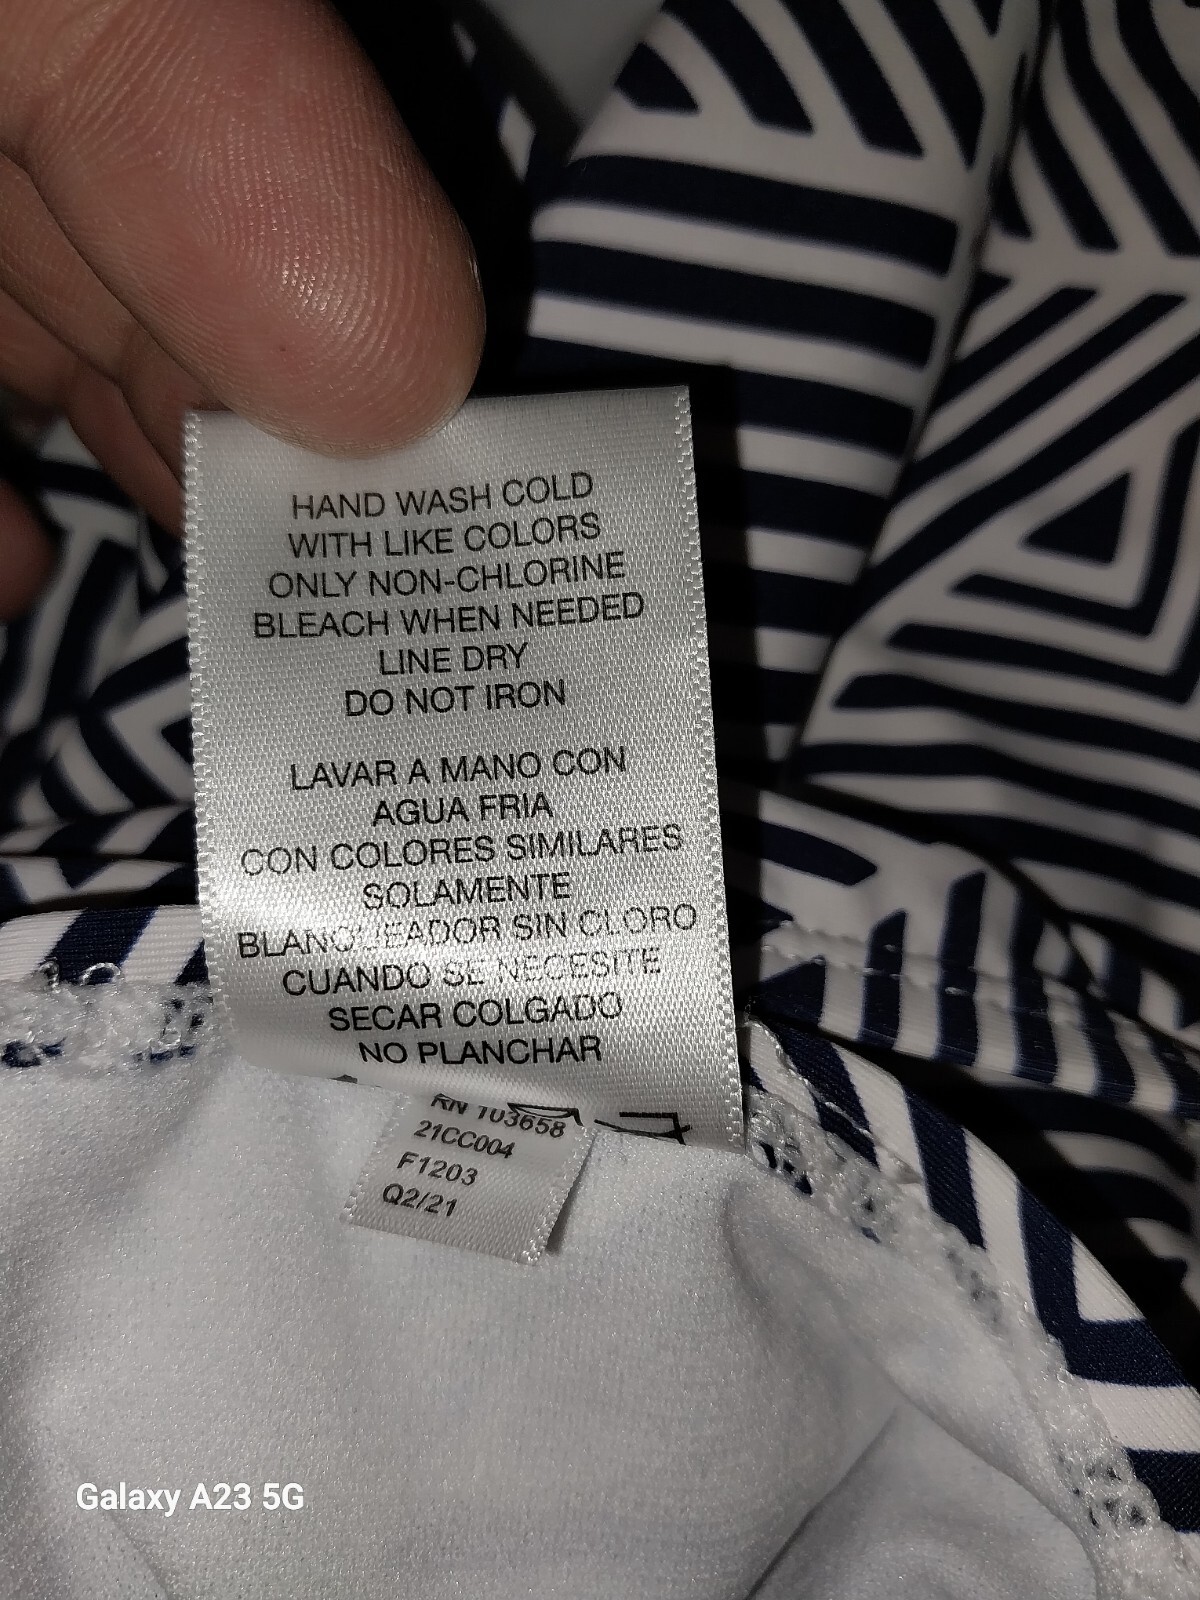 HAND WASH COLD
WITH LIKE COLORS
ONLY NON-CHLORINE
BLEACH WHEN NEEDED
LINE DRY
DO NOT IRON
LAVAR A MANO CON
AGUA FRIA
CON COLORES SIMILARES
SOLAMENTE
BLANQUEADOR SIN CLORO
CUANDO SE NECESITE
SECAR COLGADO
NO PLANCHAR
RN 103658
21CC004
F1203
Q2/21
Galaxy A23 5G